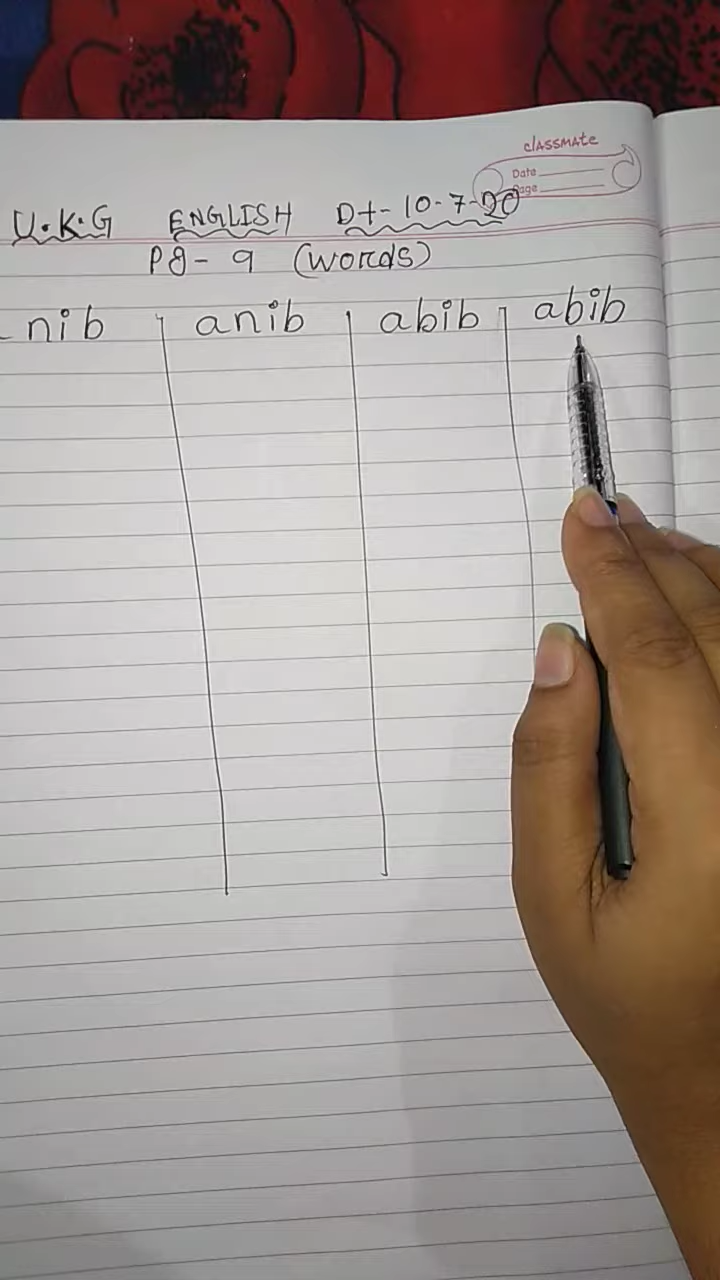 classmate
Date
Page
U.K.G ENGLISH Dt- 10-7-20
Pg- 9 (words)
nib anib abib abib